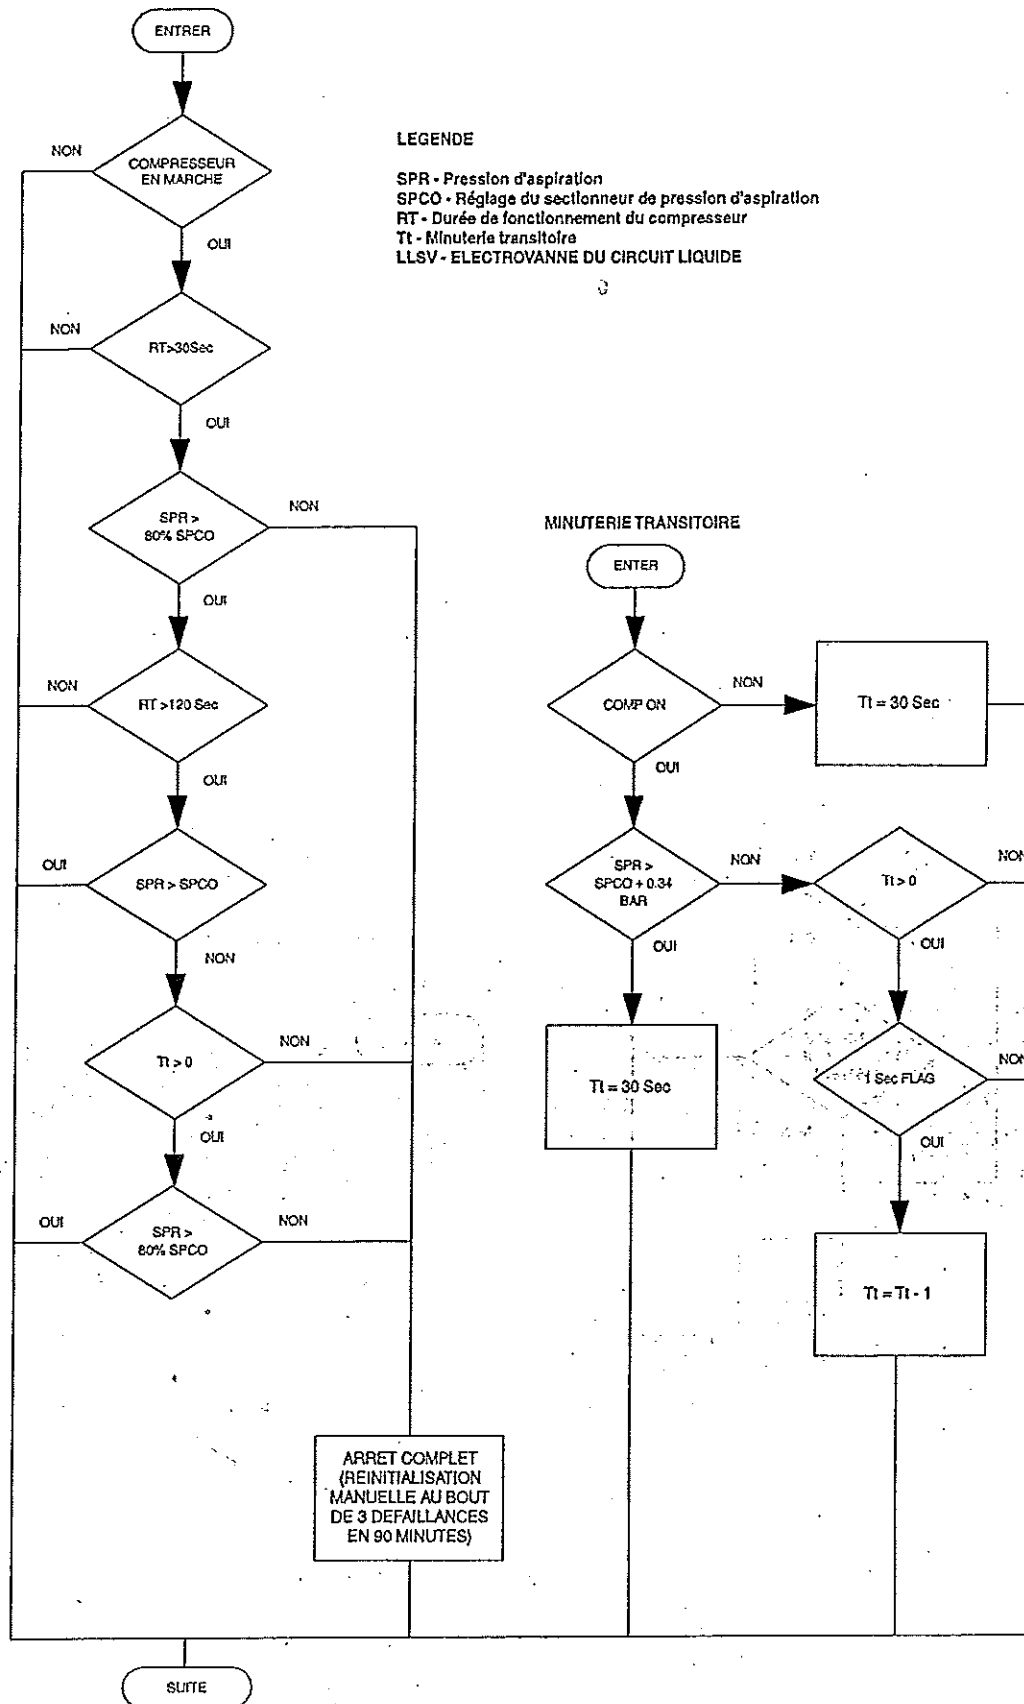 ENTRER
NON
COMPRESSEUR
EN MARCHE
OUI
LEGENDE
SPR - Pression d'aspiration
SPCO - Réglage du sectionneur de pression d'aspiration
RT - Durée de fonctionnement du compresseur
Tt - Minuterie transitoire
LLSV - ELECTROVANNE DU CIRCUIT LIQUIDE
NON
RT>30Sec
OUI
SPR >
80% SPCO
NON
OUI
NON
RT >120 Sec
OUI
OUI
SPR > SPCO
NON
Tt > 0
NON
OUI
OUI
SPR >
80% SPCO
NON
ARRET COMPLET
(REINITIALISATION
MANUELLE AU BOUT
DE 3 DEFAILLANCES
EN 90 MINUTES)
SUITE
MINUTERIE TRANSITOIRE
ENTER
COMP ON
NON
Tt = 30 Sec
OUI
SPR >
SPCO + 0.34
BAR
NON
Tt > 0
NON
OUI
OUI
Tt = 30 Sec
1 Sec FLAG
NON
OUI
Tt = Tt - 1